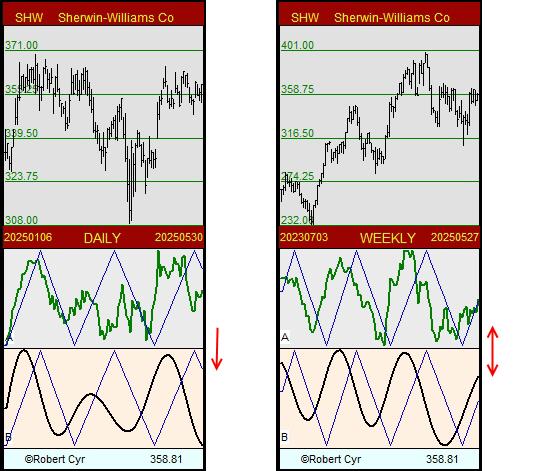 SHW Sherwin-Williams Co
371.00
355.25
339.50
323.75
308.00
20250106 DAILY 20250530
A
B
©Robert Cyr 358.81
SHW Sherwin-Williams Co
401.00
358.75
316.50
274.25
232.00
20230703 WEEKLY 20250527
A
B
©Robert Cyr 358.81